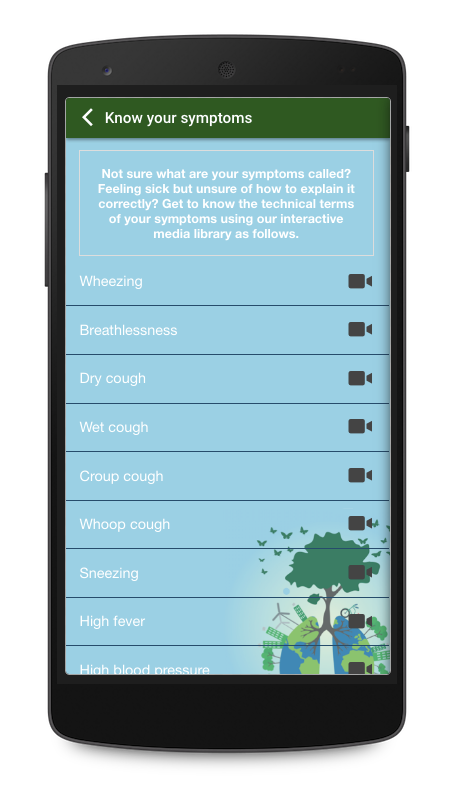 Know your symptoms
Not sure what are your symptoms called?
Feeling sick but unsure of how to explain it
correctly? Get to know the technical terms
of your symptoms using our interactive
media library as follows.
Wheezing
Breathlessness
Dry cough
Wet cough
Croup cough
Whoop cough
Sneezing
High fever
High blood pressure